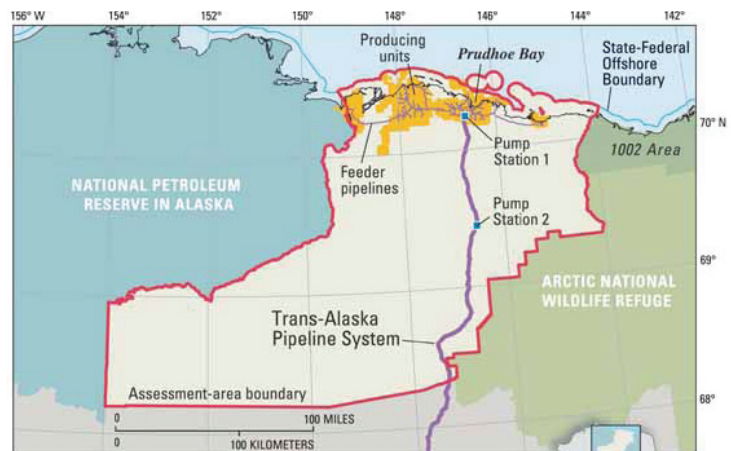 156° W
154°
152°
150°
148°
146°
144°
142°
Producing
units
Prudhoe Bay
State-Federal
Offshore
Boundary
70° N
1002 Area
Pump
Station 1
Feeder
pipelines
NATIONAL PETROLEUM
RESERVE IN ALASKA
Pump
Station 2
69°
ARCTIC NATIONAL
WILDLIFE REFUGE
Trans-Alaska
Pipeline System
Assessment-area boundary
68°
0 100 MILES
0 100 KILOMETERS